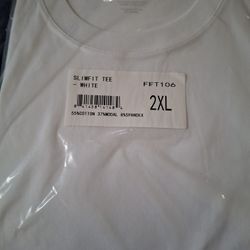 SLIMFIT TEE FFT106
- WHITE
2XL
55%COTTON 37%MODAL 8%SPANDEX